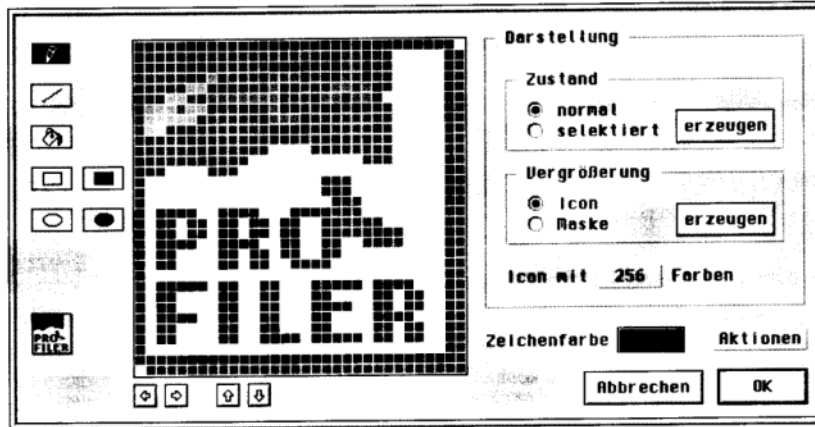 Darstellung
Zustand
normal
selektiert
erzeugen
Vergrößerung
Icon
Maske
erzeugen
Icon mit 256 Farben
PRO
FILER
PRO
FILER
Zeichenfarbe
Aktionen
Abbrechen
OK